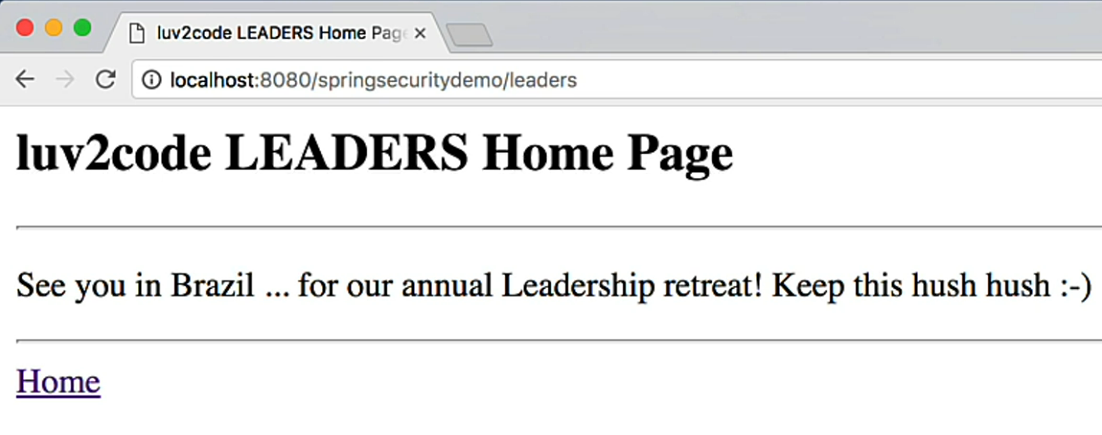 luv2code LEADERS Home Pag
localhost:8080/springsecuritydemo/leaders
luv2code LEADERS Home Page
See you in Brazil ... for our annual Leadership retreat! Keep this hush hush :-)
Home